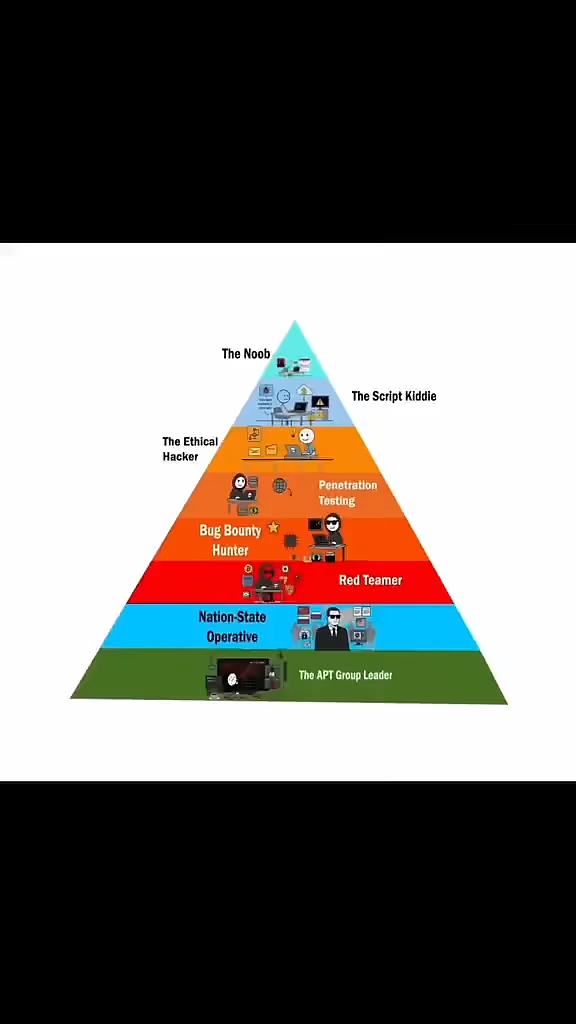 The Noob
The Script Kiddie
The Ethical
Hacker
Penetration
Testing
Bug Bounty
Hunter
Red Teamer
Nation-State
Operative
The APT Group Leader